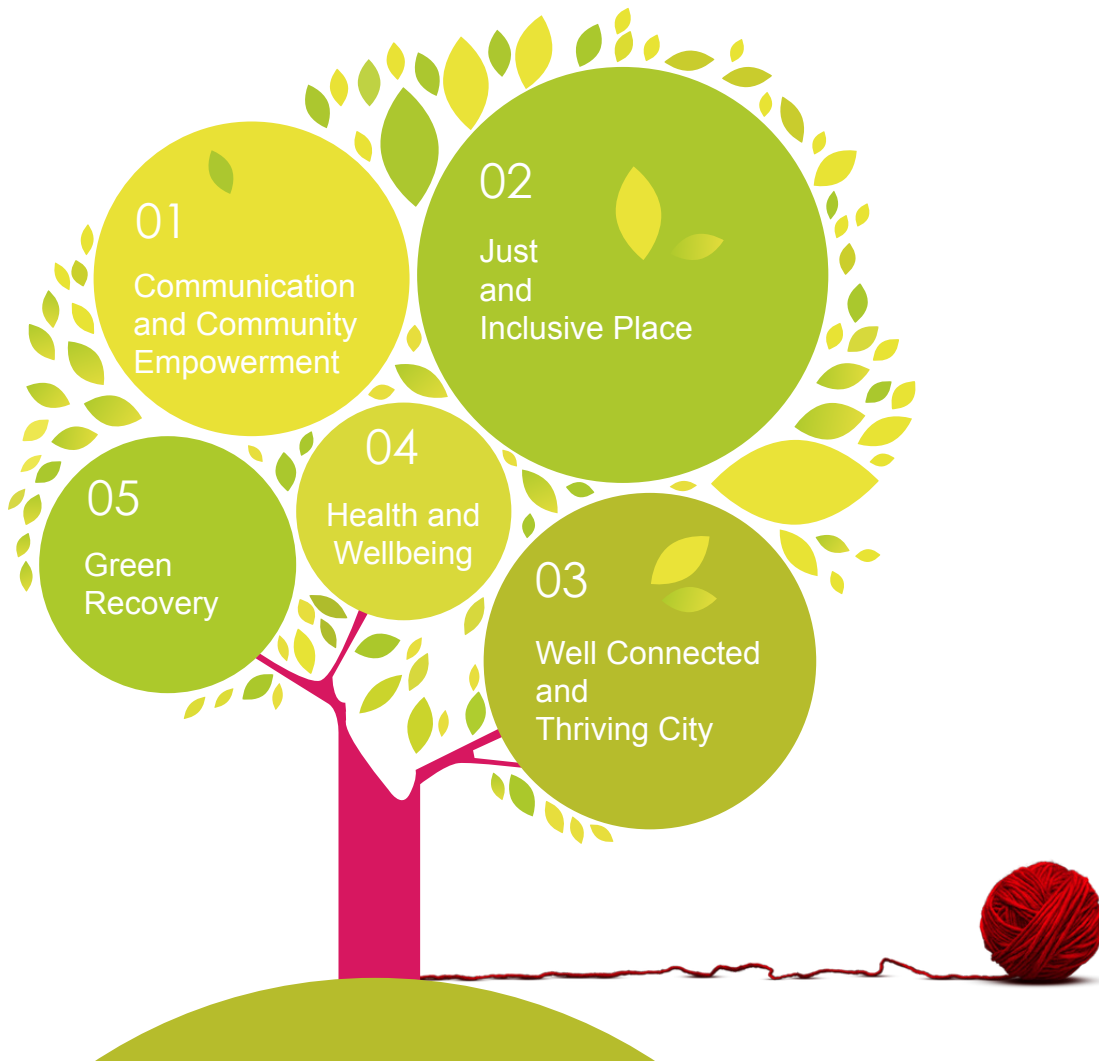 01
Communication
and Community
Empowerment
02
Just
and
Inclusive Place
03
Well Connected
and
Thriving City
04
Health and
Wellbeing
05
Green
Recovery